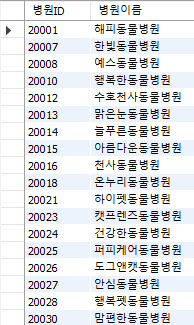 병원ID 병원이름
20001 해피동물병원
20007 한빛동물병원
20008 예스동물병원
20010 행복한동물병원
20012 수호천사동물병원
20013 맑은눈동물병원
20014 늘푸른동물병원
20015 아름다운동물병원
20016 천사동물병원
20018 온누리동물병원
20021 하이펫동물병원
20023 캣프렌즈동물병원
20024 건강한동물병원
20025 퍼피케어동물병원
20026 도그앤캣동물병원
20027 안심동물병원
20028 행복펫동물병원
20030 맘편한동물병원